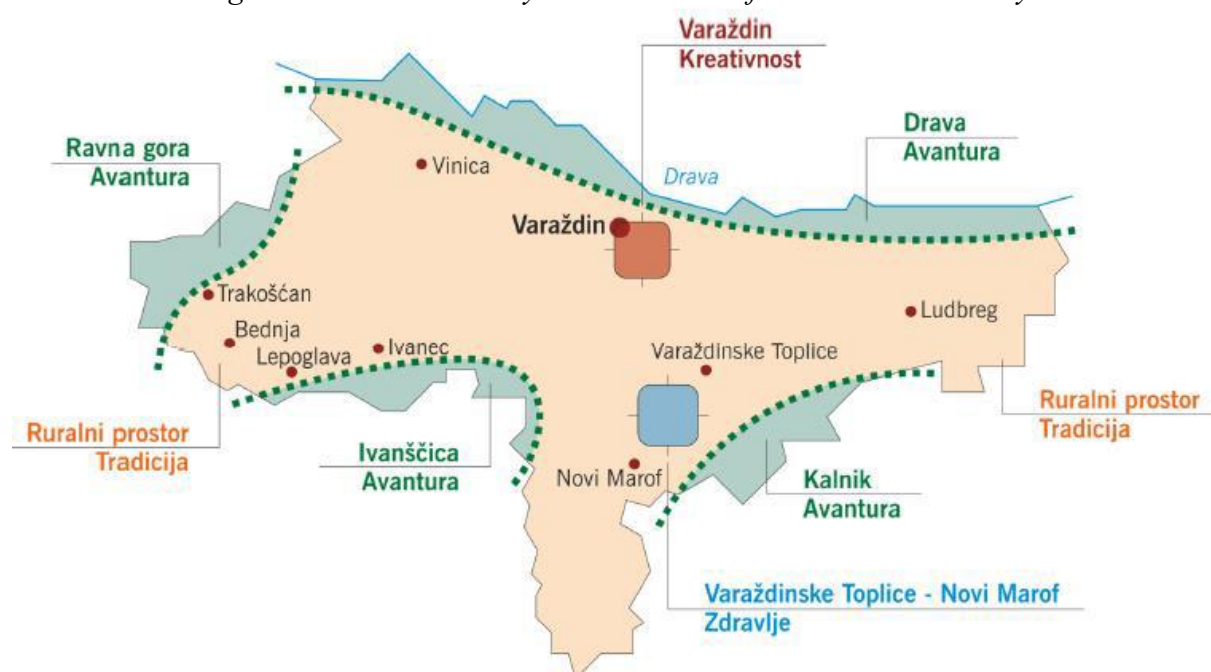 Varaždin
Kreativnost
Ravna gora
Avantura
Drava
Avantura
Vinica
Drava
Varaždin
Trakošćan
Ludbreg
Bednja
Lepoglava
Ivanec
Varaždinske Toplice
Ruralni prostor
Tradicija
Ruralni prostor
Tradicija
Ivanščica
Avantura
Novi Marof
Kalnik
Avantura
Varaždinske Toplice - Novi Marof
Zdravlje